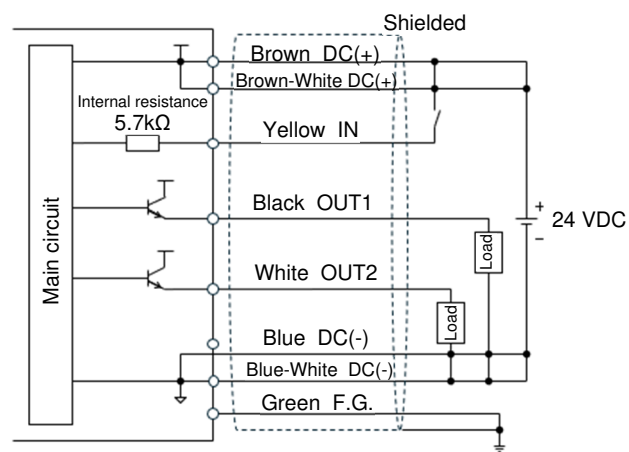 Shielded
Brown DC(+)
Brown-White DC(+)
Internal resistance
5.7kΩ
Yellow IN
Black OUT1
+
24 VDC
−
Load
Main circuit
White OUT2
Load
Blue DC(-)
Blue-White DC(-)
Green F.G.